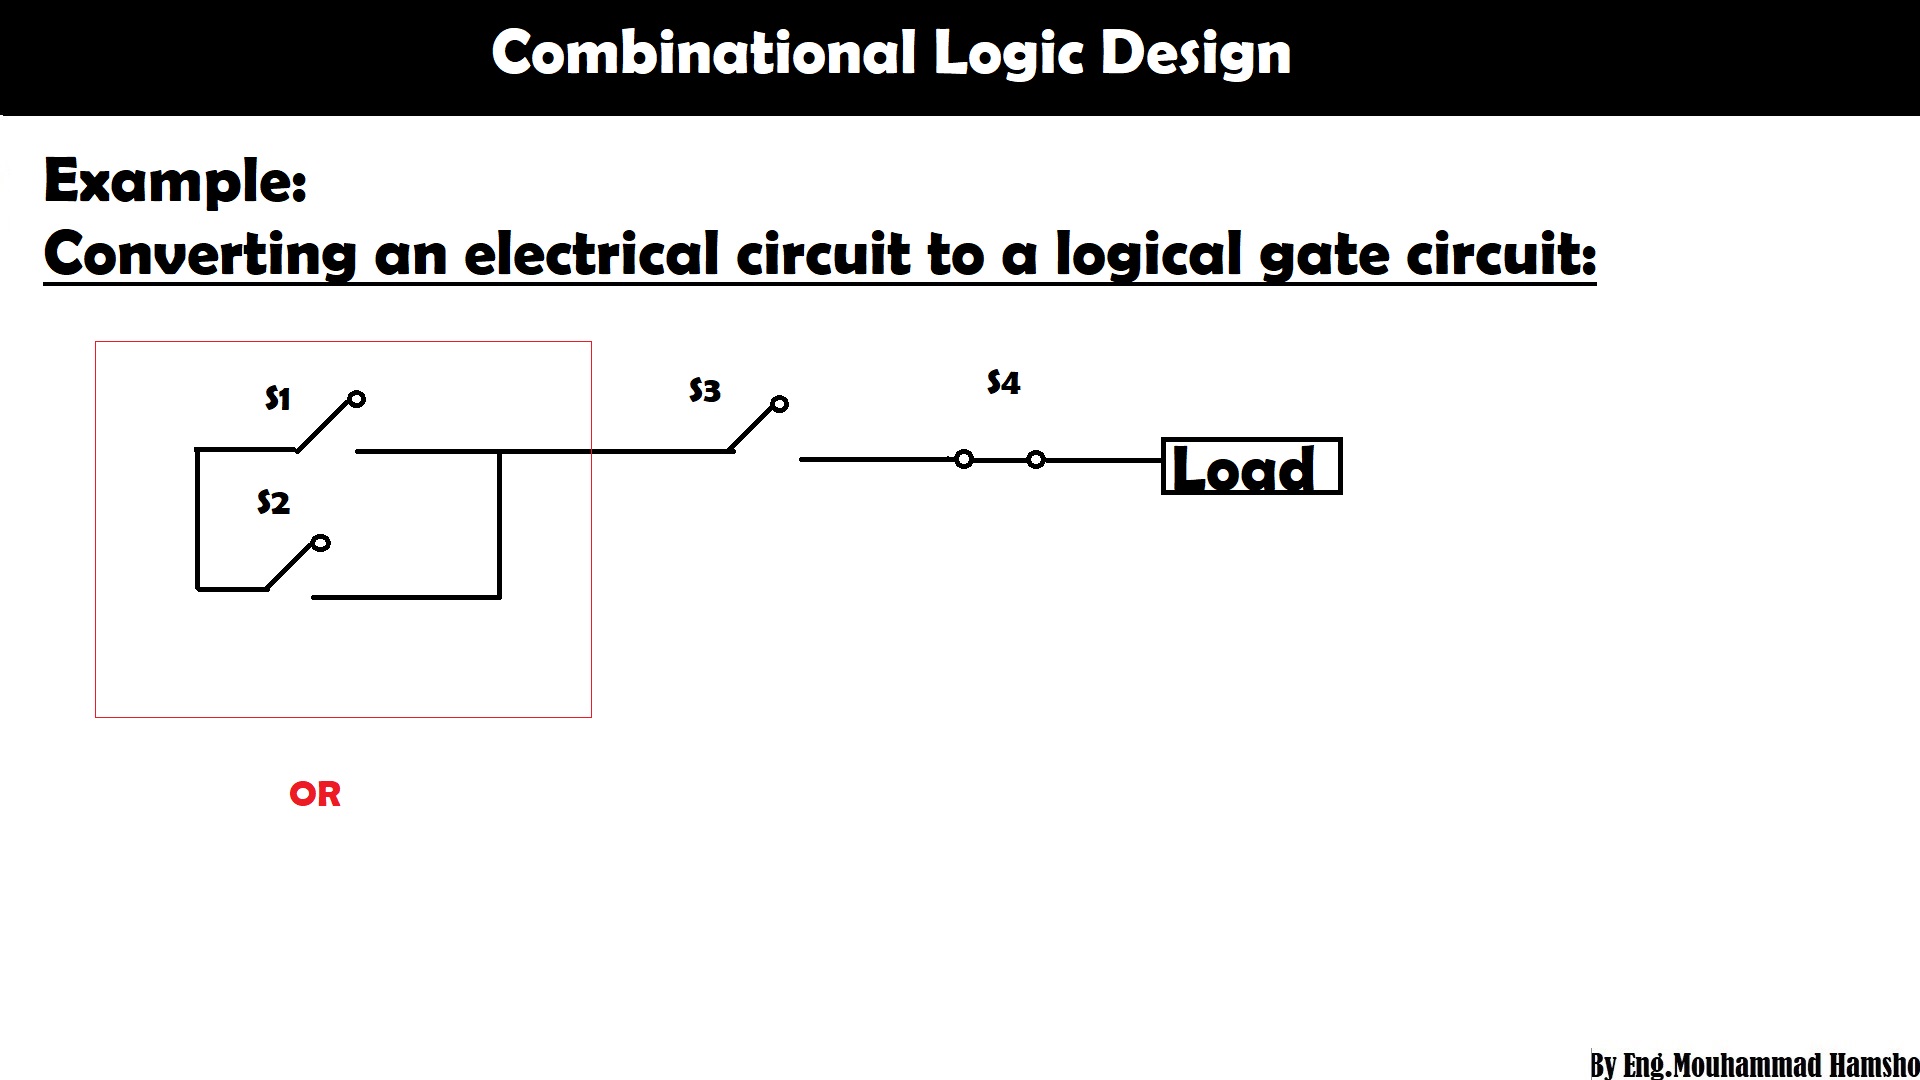 Combinational Logic Design
Example:
Converting an electrical circuit to a logical gate circuit:
S1
S3
S4
Load
S2
OR
By Eng.Mouhammad Hamsho